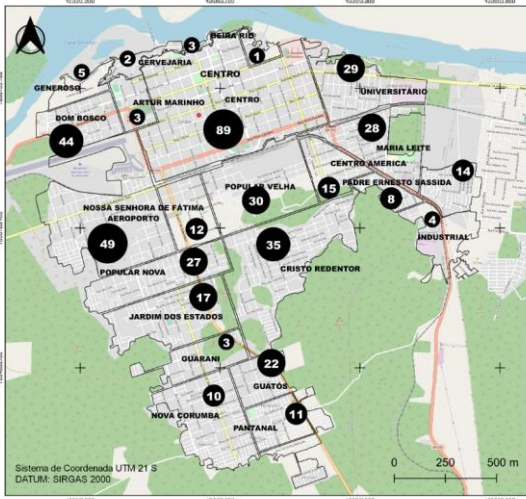 BEIRA RIO
3
1
2
CERVEJARIA
5
GENEROSO
CENTRO
29
UNIVERSITÁRIO
ARTUR MARINHO
CENTRO
3
DOM BOSCO
44
89
28
MARIA LEITE
CENTRO AMERICA
14
PADRE ERNESTO SASSIDA
15
8
POPULAR VELHA
30
NOSSA SENHORA DE FÁTIMA
AEROPORTO
12
4
INDUSTRIAL
49
35
27
CRISTO REDENTOR
POPULAR NOVA
17
JARDIM DOS ESTADOS
3
GUARANI
22
GUATÓS
10
NOVA CORUMBA
11
PANTANAL
Sistema de Coordenada UTM 21 S
DATUM: SIRGAS 2000
0 250 500 m